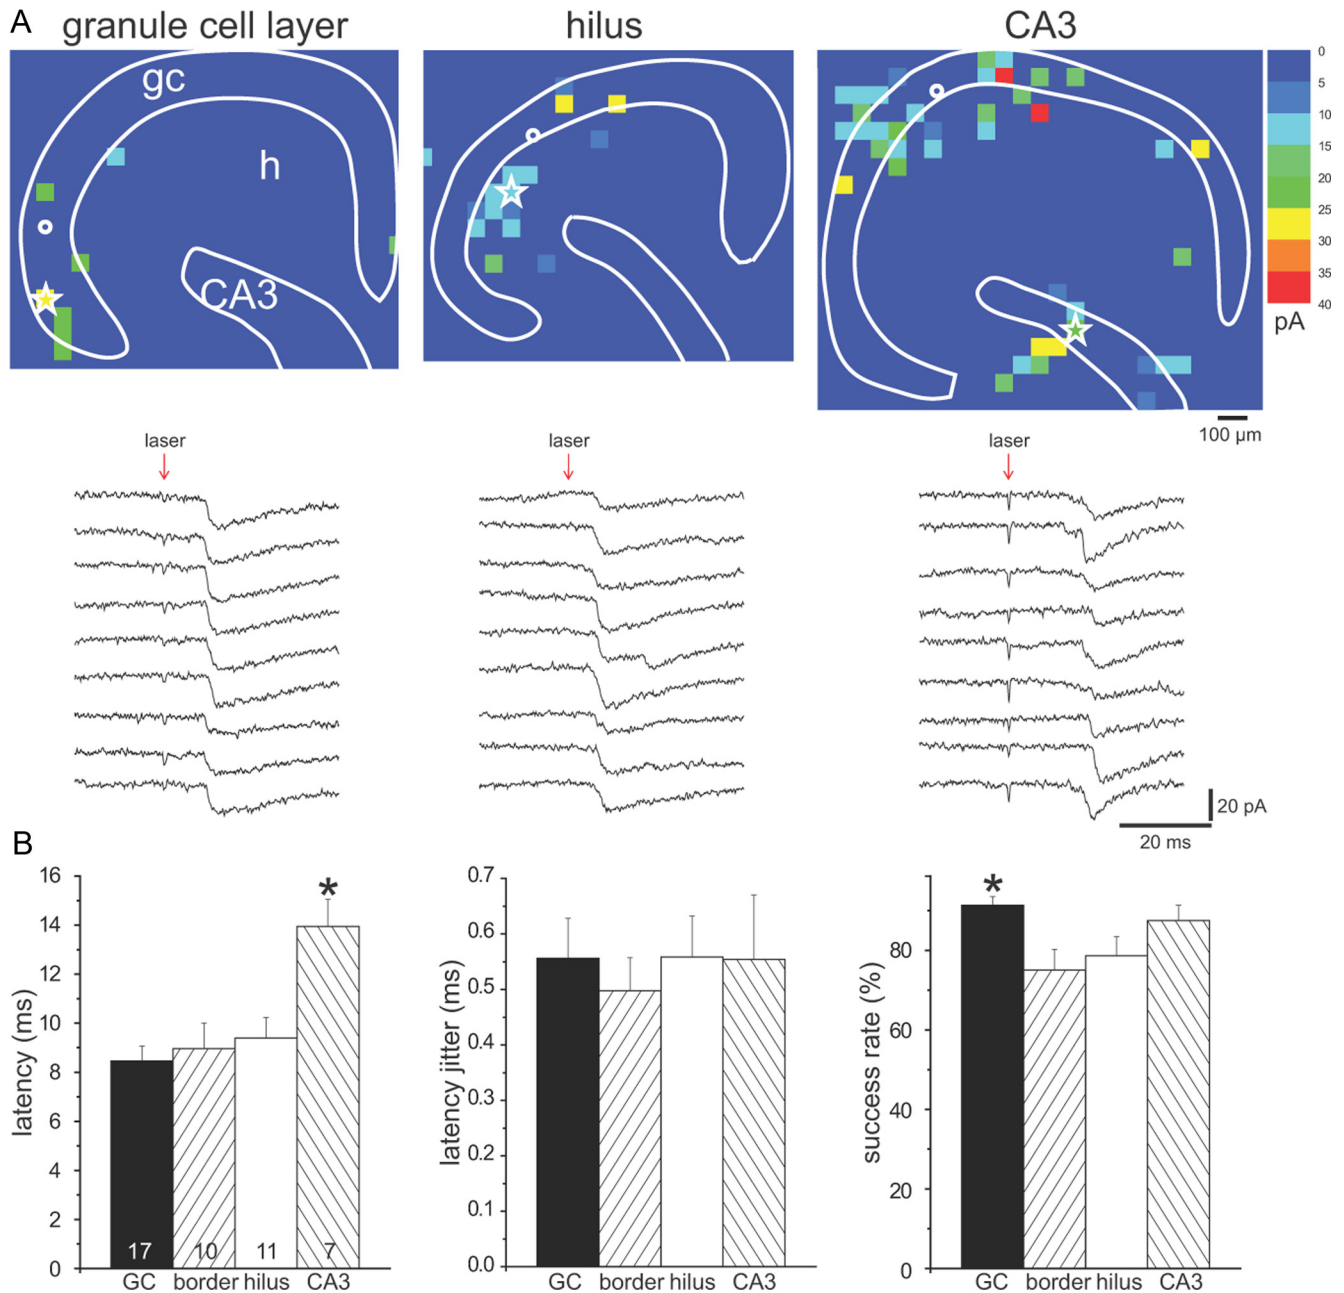 A
granule cell layer
hilus
CA3
gc
h
CA3
0
5
10
15
20
25
30
35
40
pA
100 µm
laser
laser
laser
20 pA
20 ms
B
latency (ms)
16
14
12
10
8
6
4
2
0
*
17
10
11
7
GC
border
hilus
CA3
latency jitter (ms)
0.7
0.6
0.5
0.4
0.3
0.2
0.1
0.0
GC
border
hilus
CA3
success rate (%)
80
60
40
20
0
*
GC
border
hilus
CA3